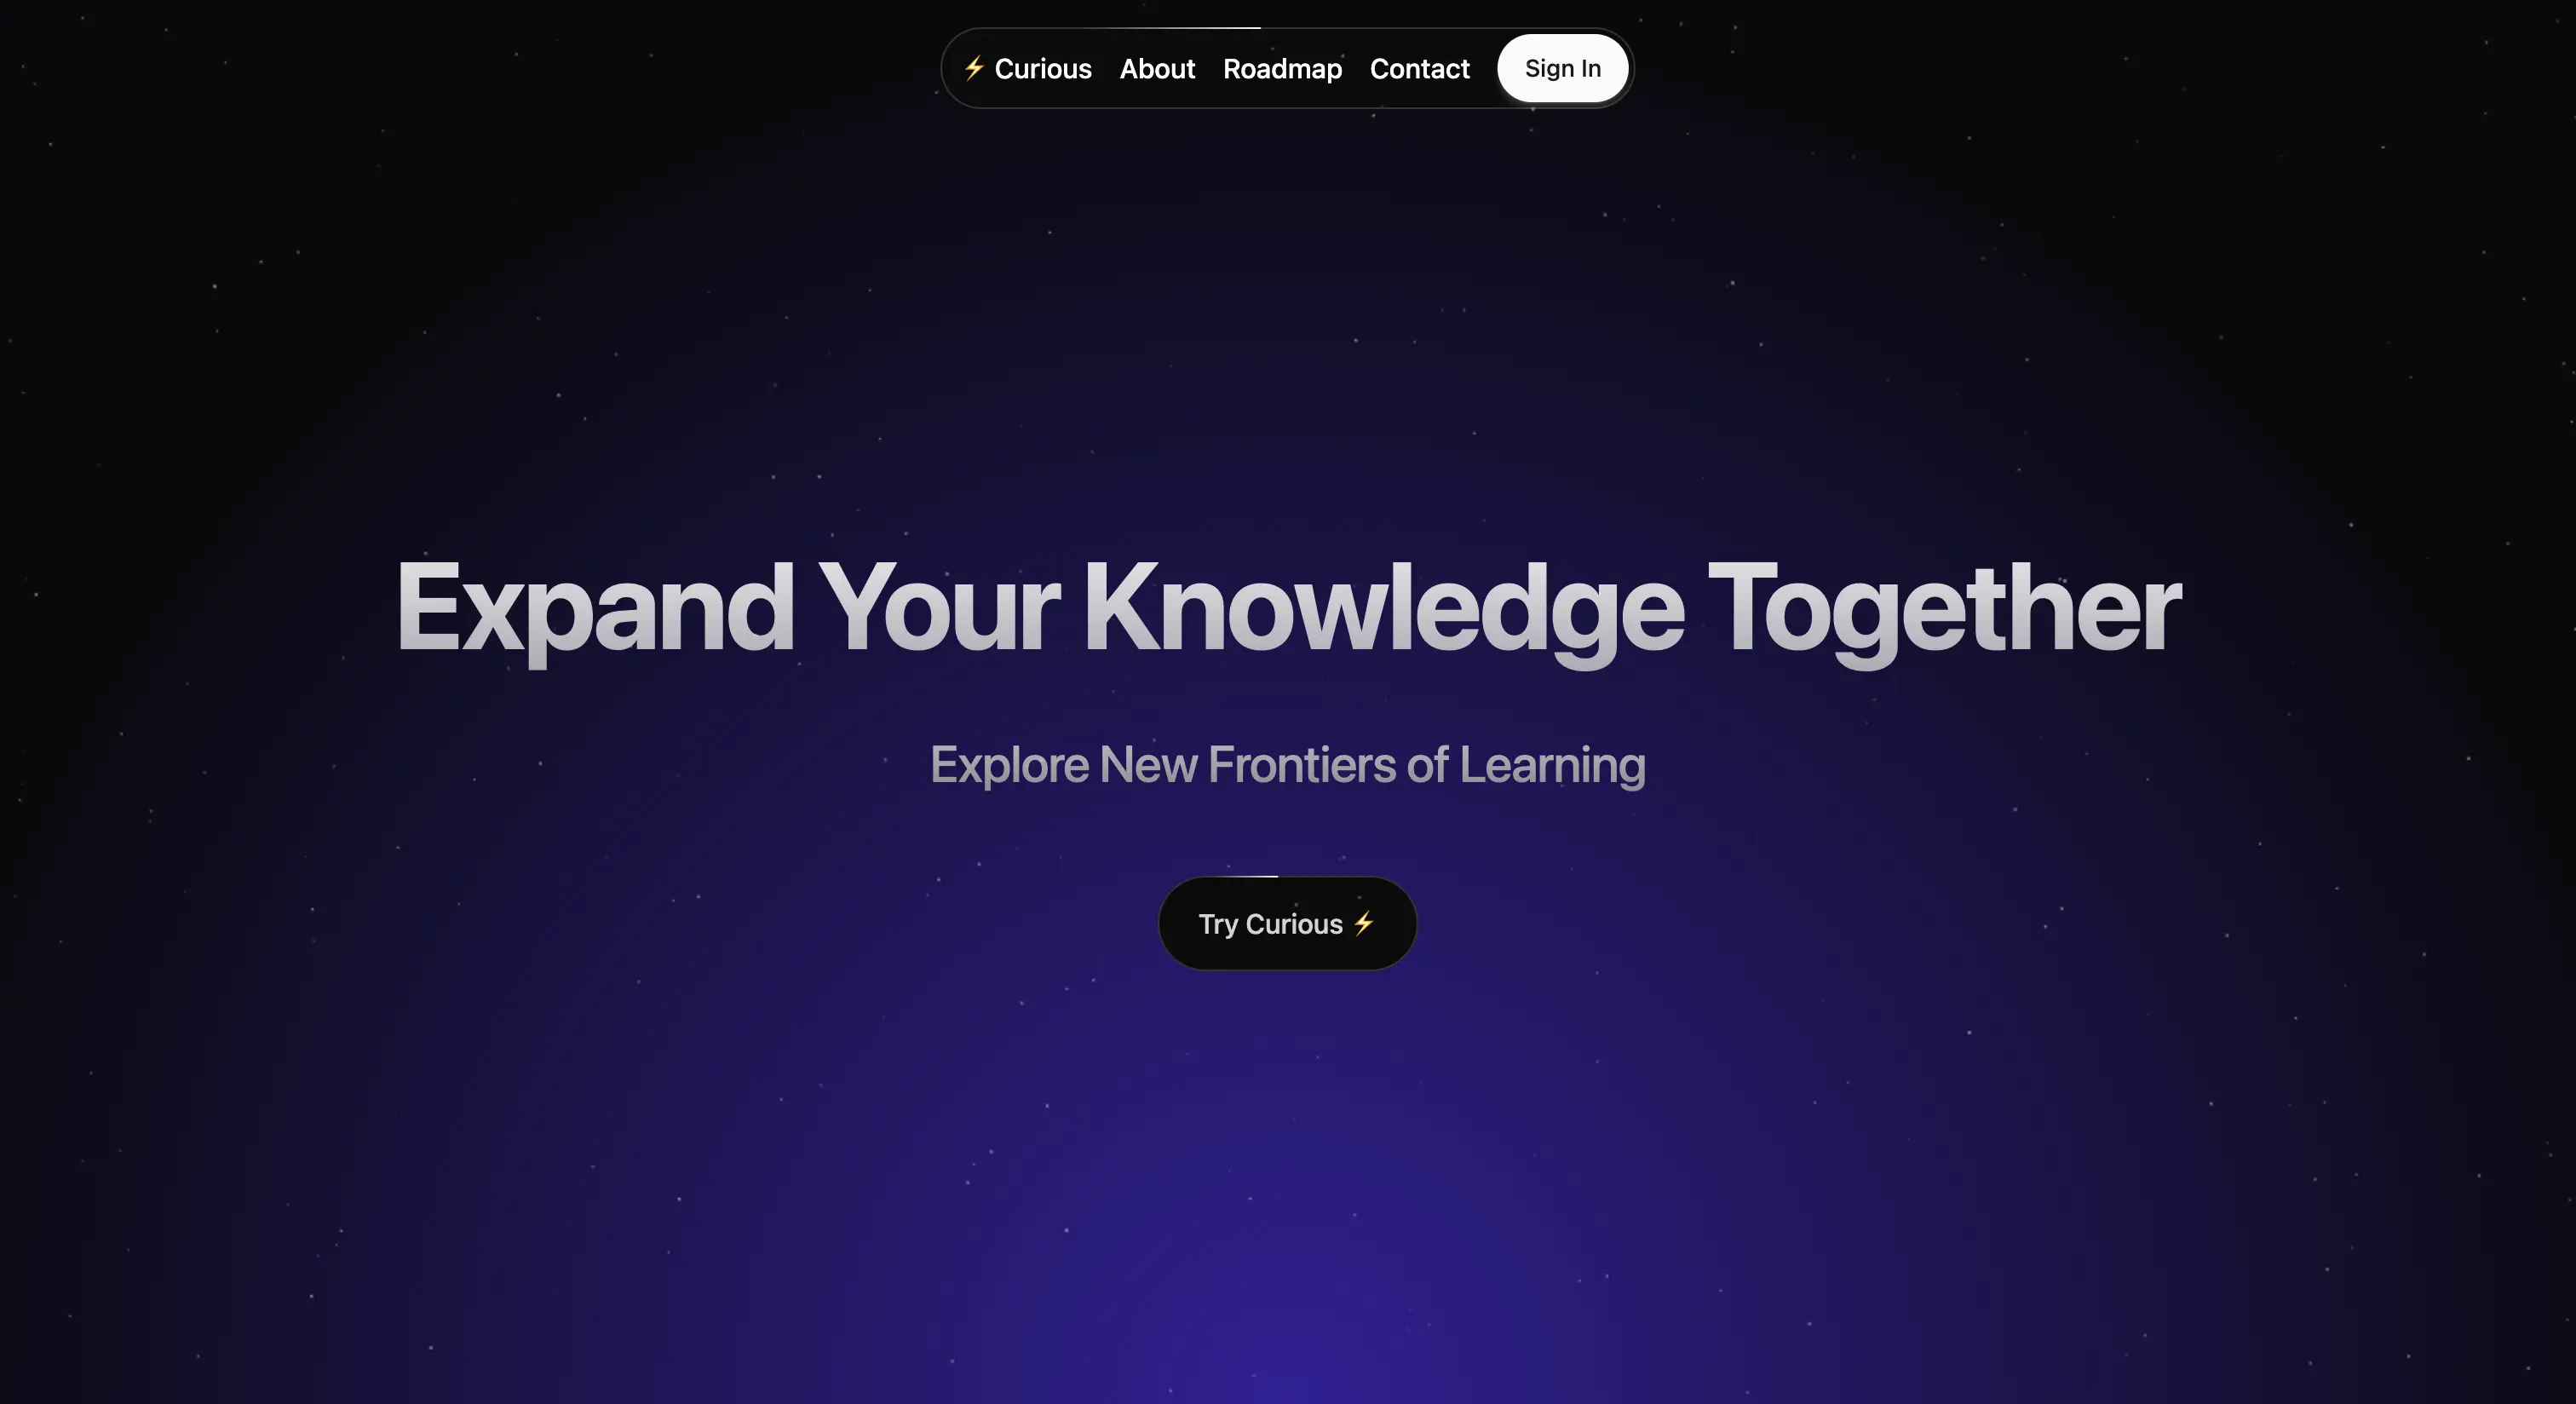 ⚡ Curious About Roadmap Contact Sign In
Expand Your Knowledge Together
Explore New Frontiers of Learning
Try Curious ⚡